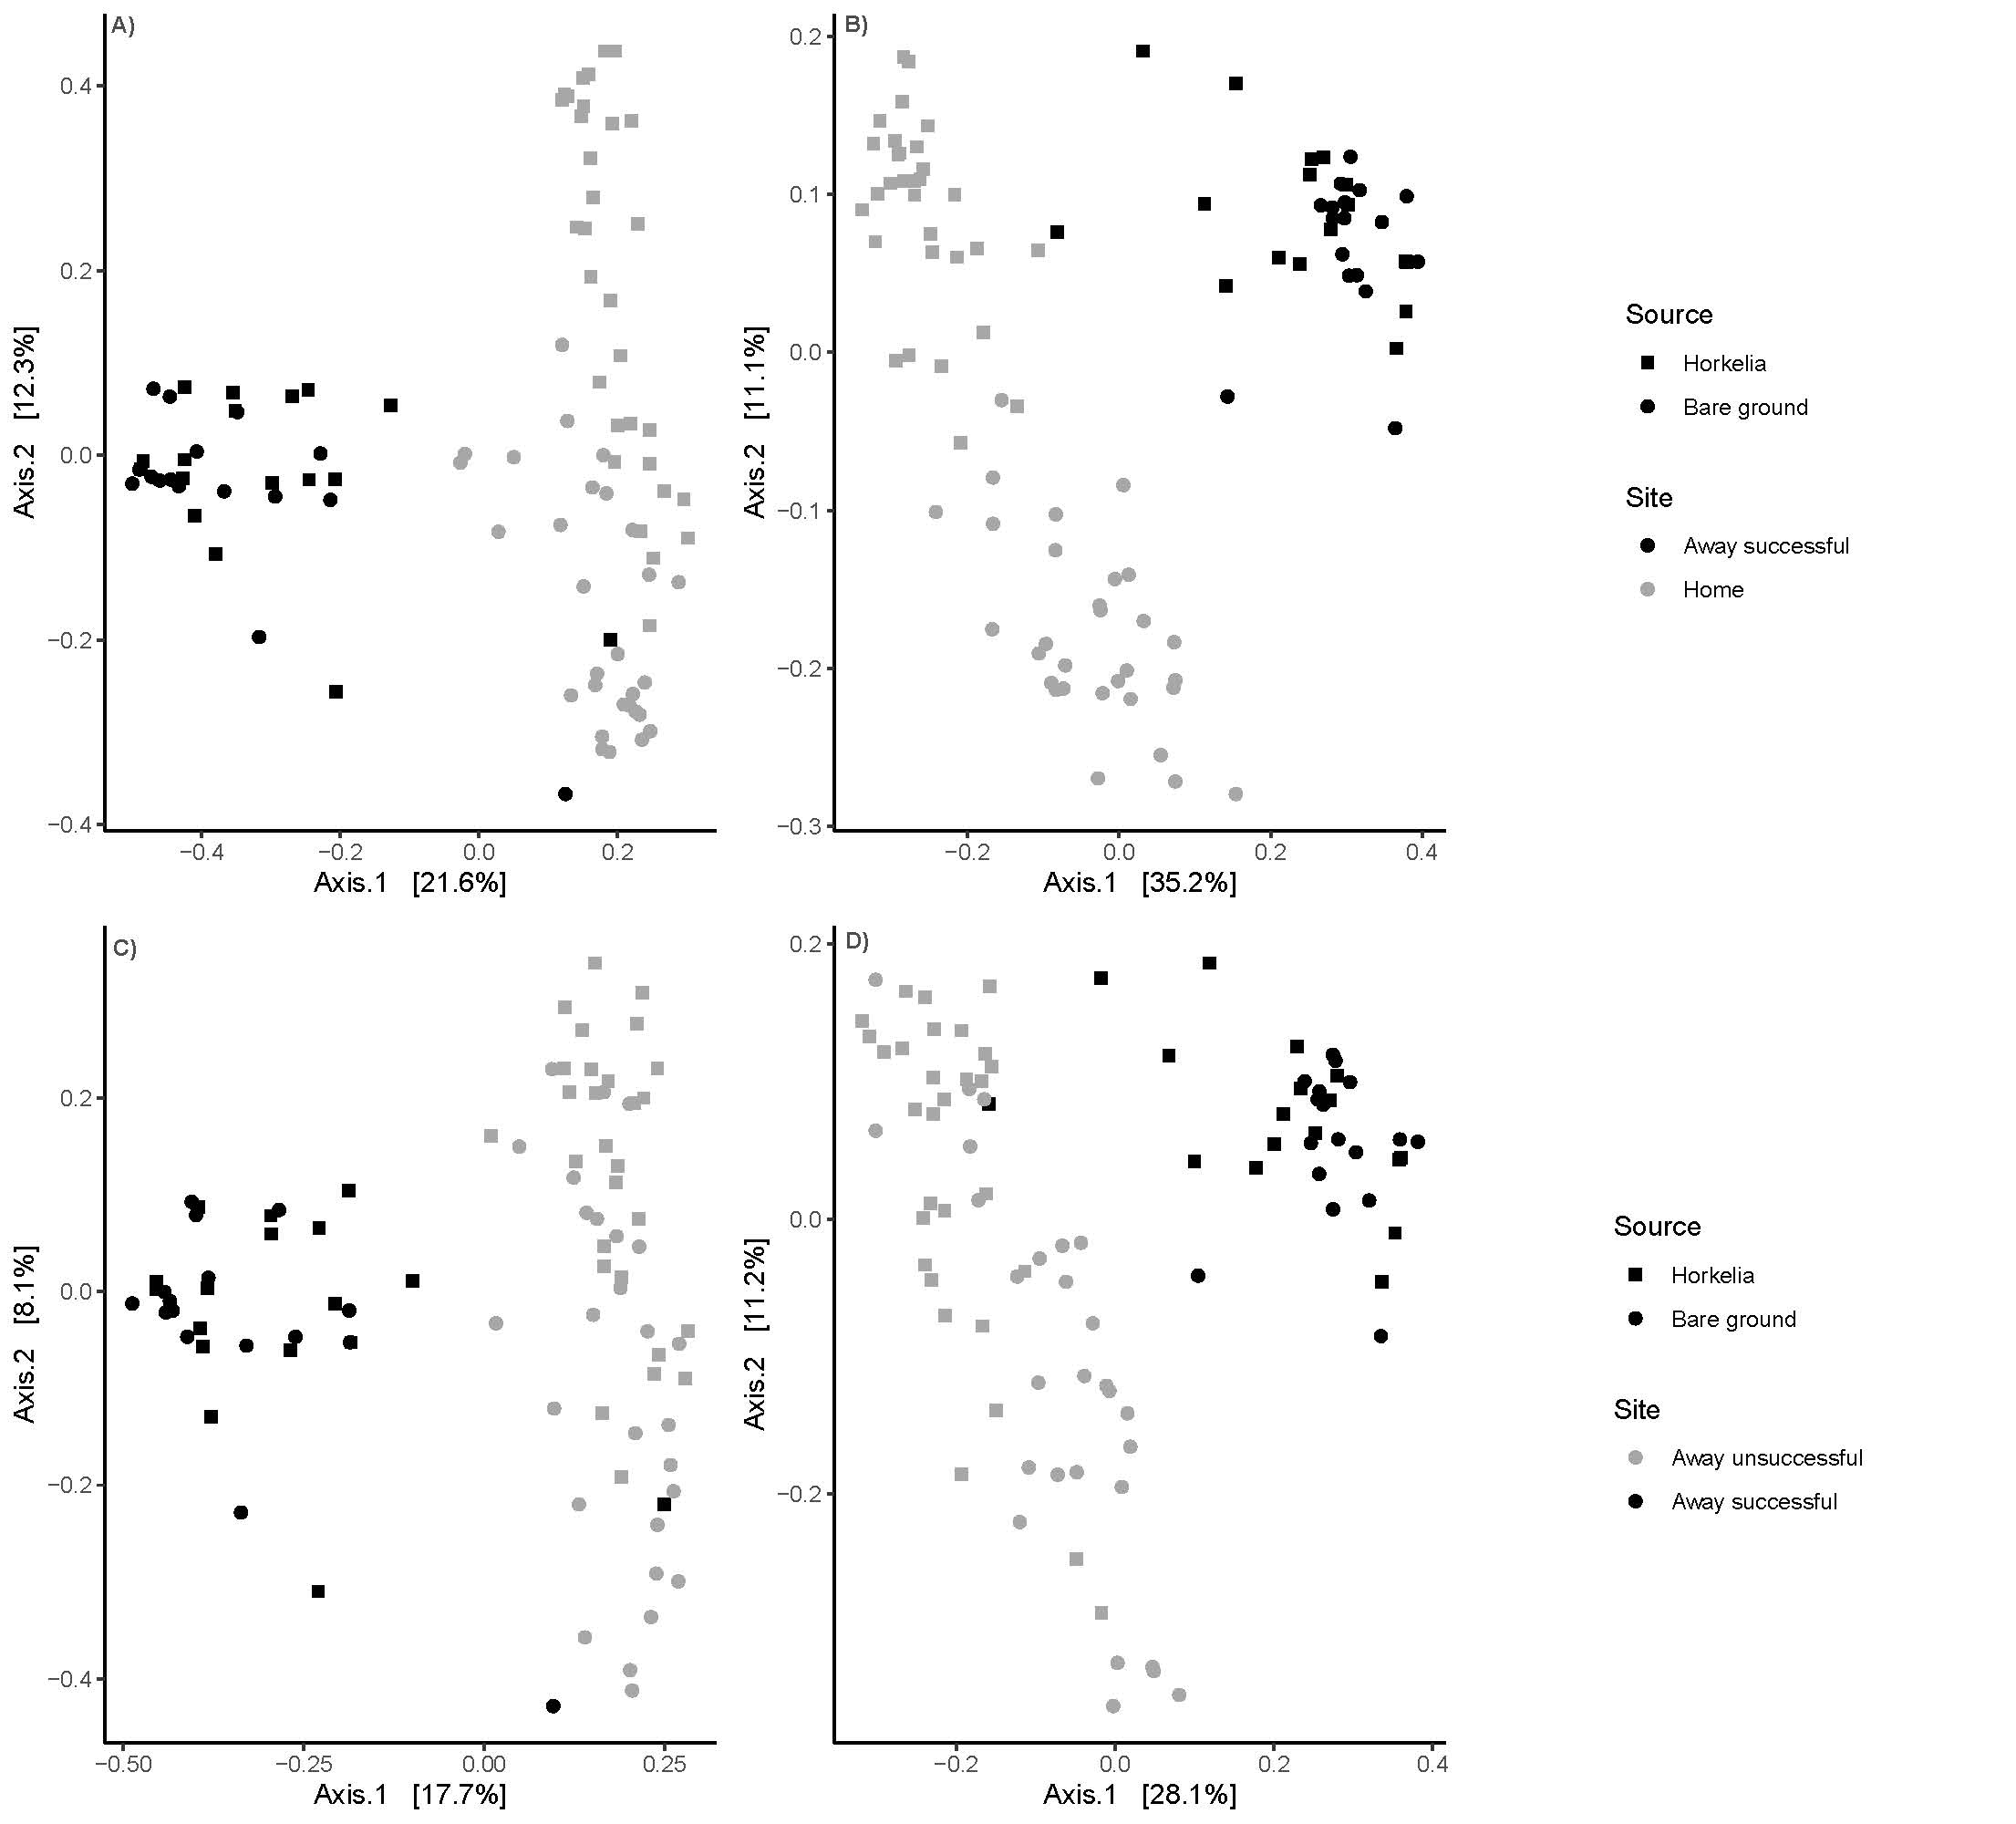 A)
0.4
0.2
0.0
−0.2
−0.4
Axis.2 [12.3%]
−0.4 −0.2 0.0 0.2
Axis.1 [21.6%]
B)
0.2
0.1
0.0
−0.1
−0.2
−0.3
Axis.2 [11.1%]
−0.2 0.0 0.2 0.4
Axis.1 [35.2%]
Source
Horkelia
Bare ground
Site
Away successful
Home
C)
0.2
0.0
−0.2
−0.4
Axis.2 [8.1%]
−0.50 −0.25 0.00 0.25
Axis.1 [17.7%]
D)
0.2
0.0
−0.2
Axis.2 [11.2%]
−0.2 0.0 0.2 0.4
Axis.1 [28.1%]
Source
Horkelia
Bare ground
Site
Away unsuccessful
Away successful